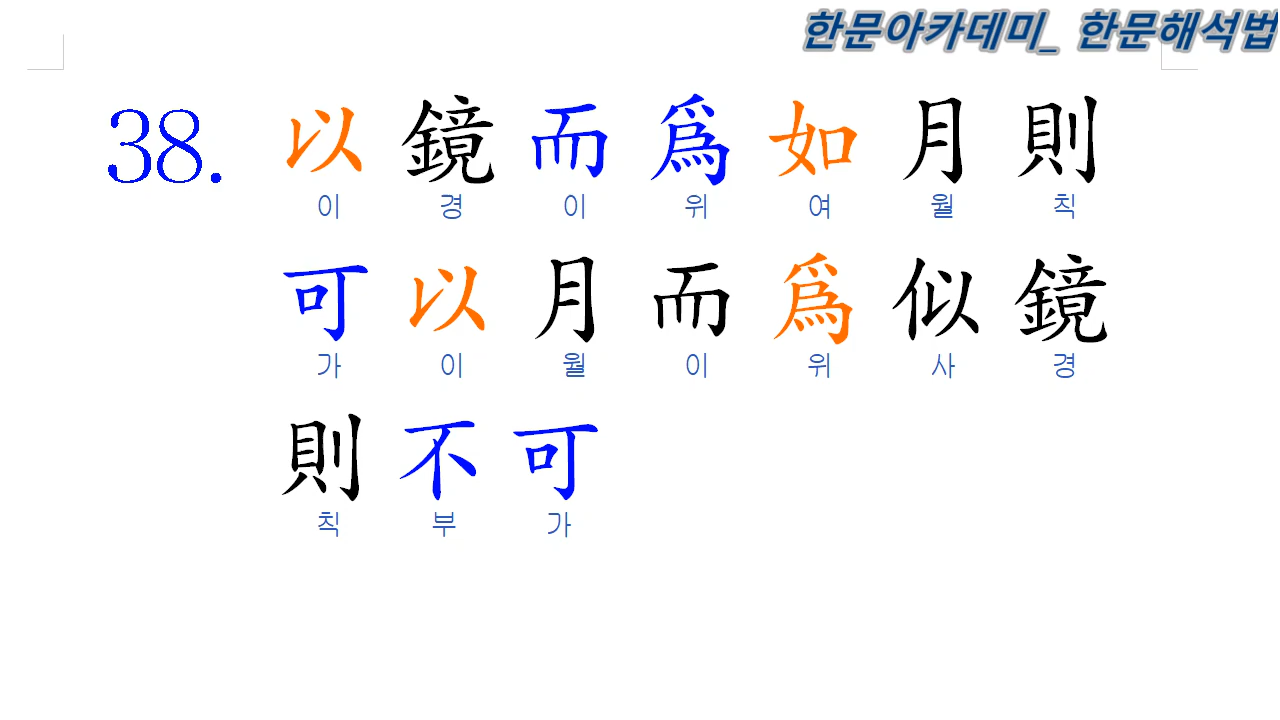 한문아카데미_ 한문해석법
38. 以鏡而爲如月則
이 경 이 위 여 월 칙
可以月而爲似鏡
가 이 월 이 위 사 경
則不可
칙 부 가